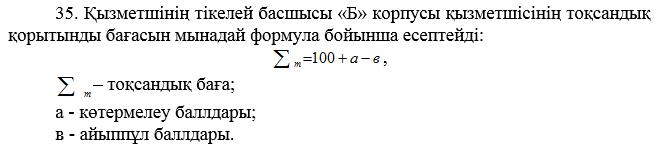 35. Қызметшінің тікелей басшысы «Б» корпусы қызметшісінің тоқсандық
қорытынды бағасын мынадай формула бойынша есептейді:
∑ т=100 + а – в ,
∑ т – тоқсандық баға;
а - көтермелеу баллдары;
в - айыппұл баллдары.